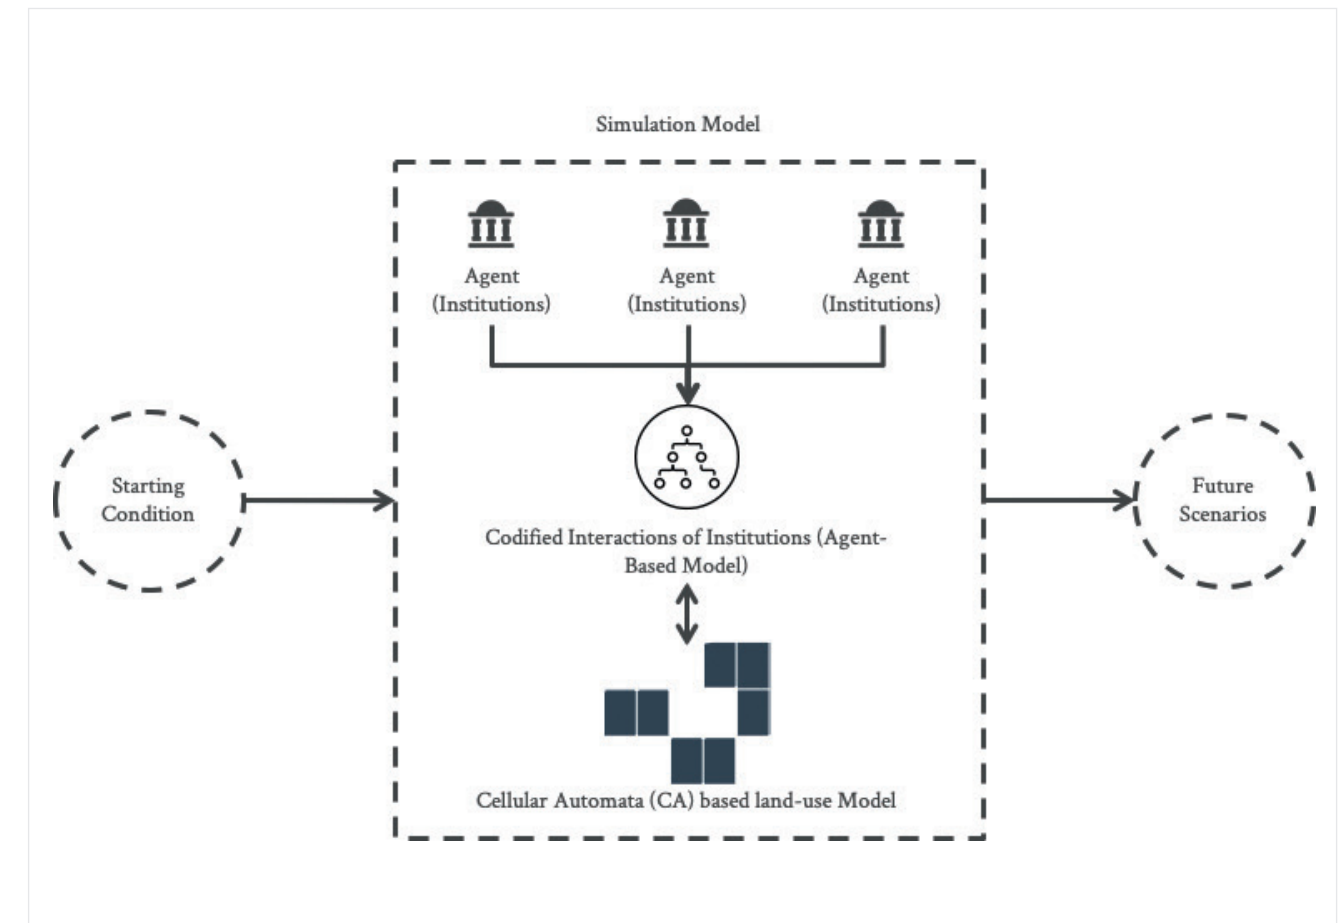 Simulation Model
Agent
(Institutions)
Agent
(Institutions)
Agent
(Institutions)
Starting
Condition
Codified Interactions of Institutions (Agent-
Based Model)
Cellular Automata (CA) based land-use Model
Future
Scenarios